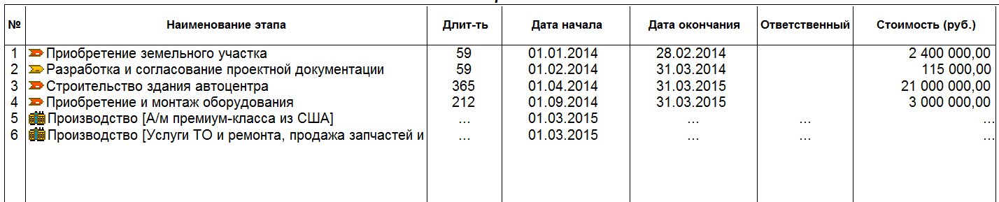 № Наименование этапа Длит-ть Дата начала Дата окончания Ответственный Стоимость (руб.)
1 Приобретение земельного участка 59 01.01.2014 28.02.2014 2 400 000,00
2 Разработка и согласование проектной документации 59 01.02.2014 31.03.2014 115 000,00
3 Строительство здания автоцентра 365 01.04.2014 31.03.2015 21 000 000,00
4 Приобретение и монтаж оборудования 212 01.09.2014 31.03.2015 3 000 000,00
5 Производство [А/м премиум-класса из США] ... 01.03.2015 ... ... ...
6 Производство [Услуги ТО и ремонта, продажа запчастей и ... 01.03.2015 ... ... ...